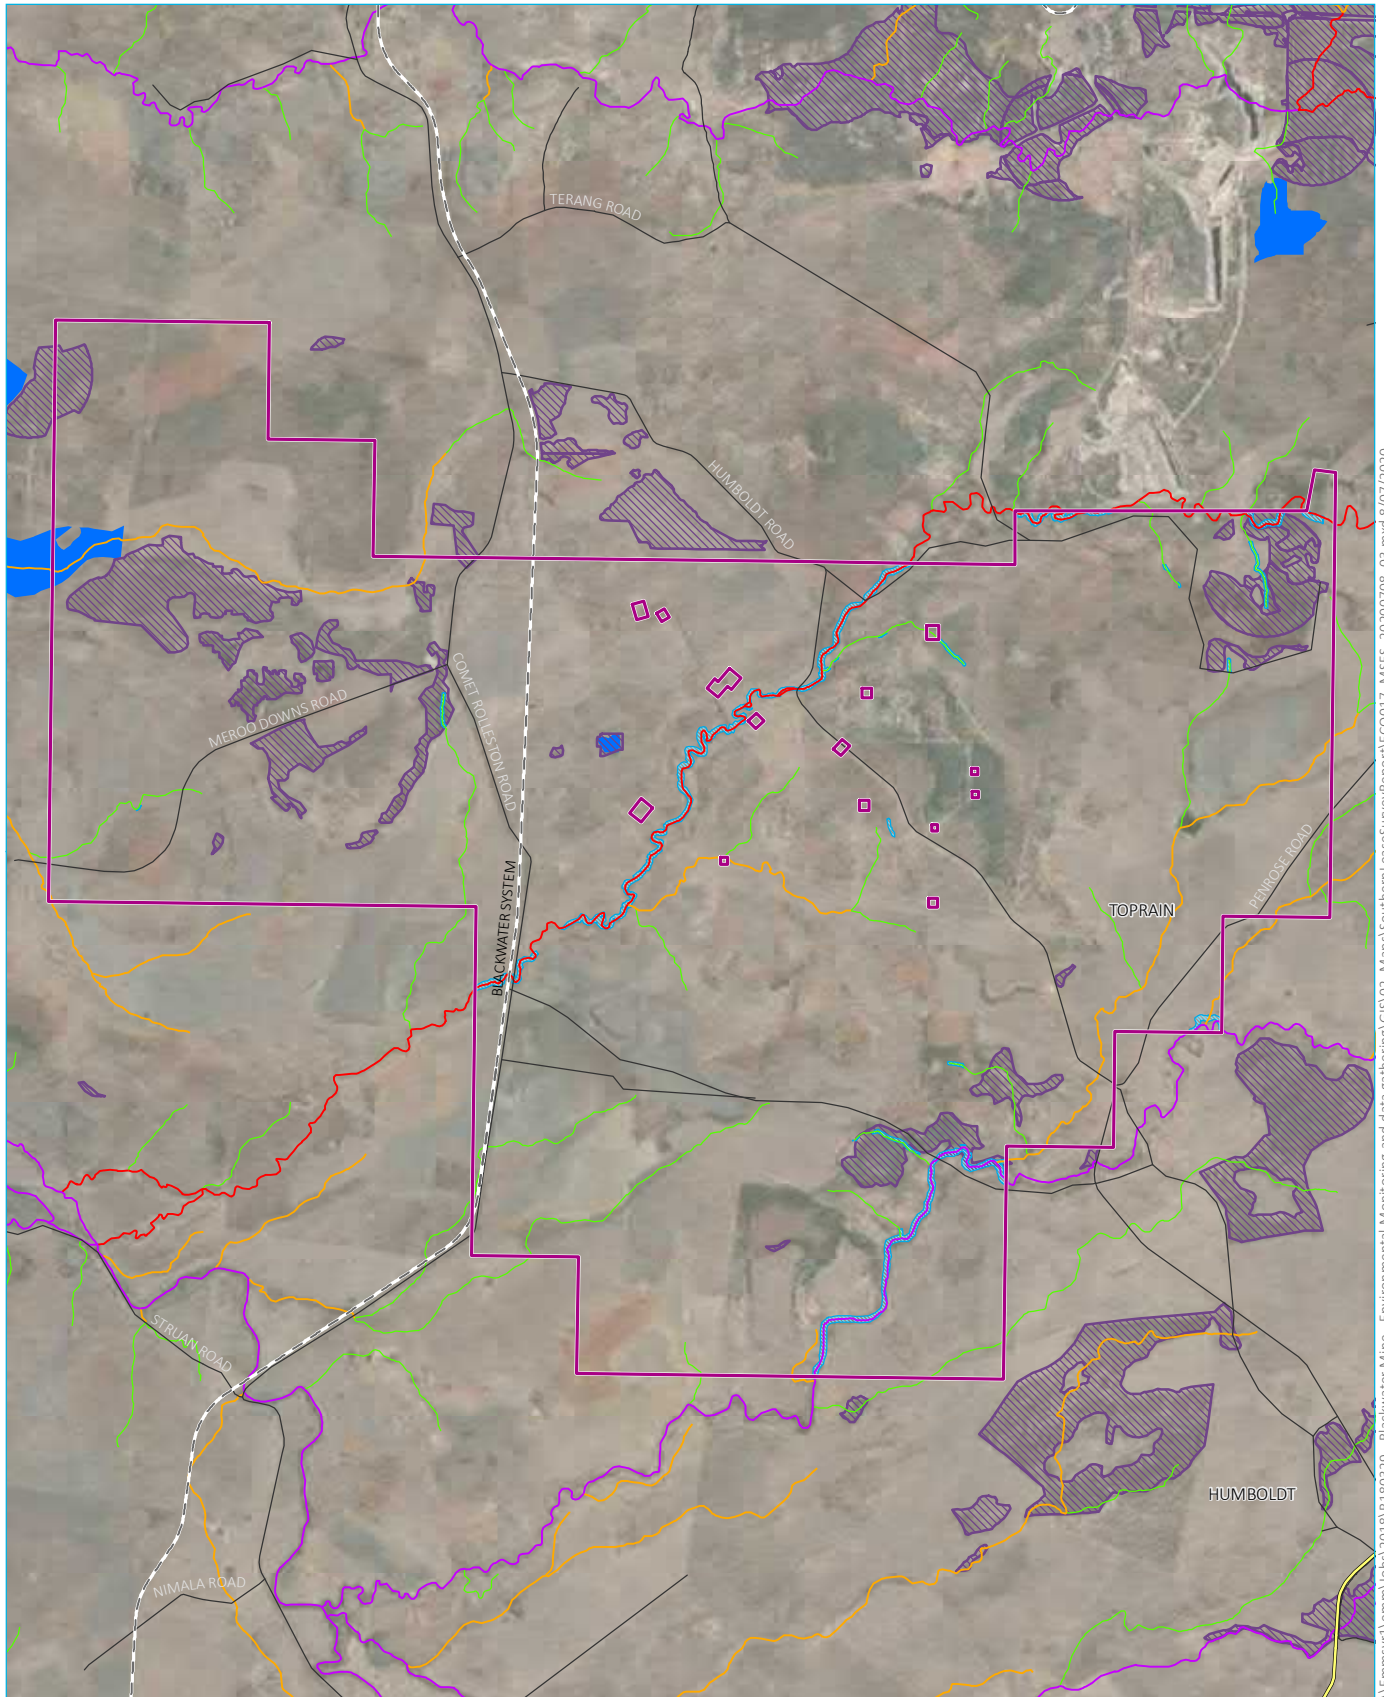 TERANG ROAD
HUMBOLDT ROAD
COMET ROLLESTON ROAD
MEROO DOWNS ROAD
BLACKWATER SYSTEM
PENROSE ROAD
TOPRAIN
STRUAN ROAD
HUMBOLDT
NIMALA ROAD